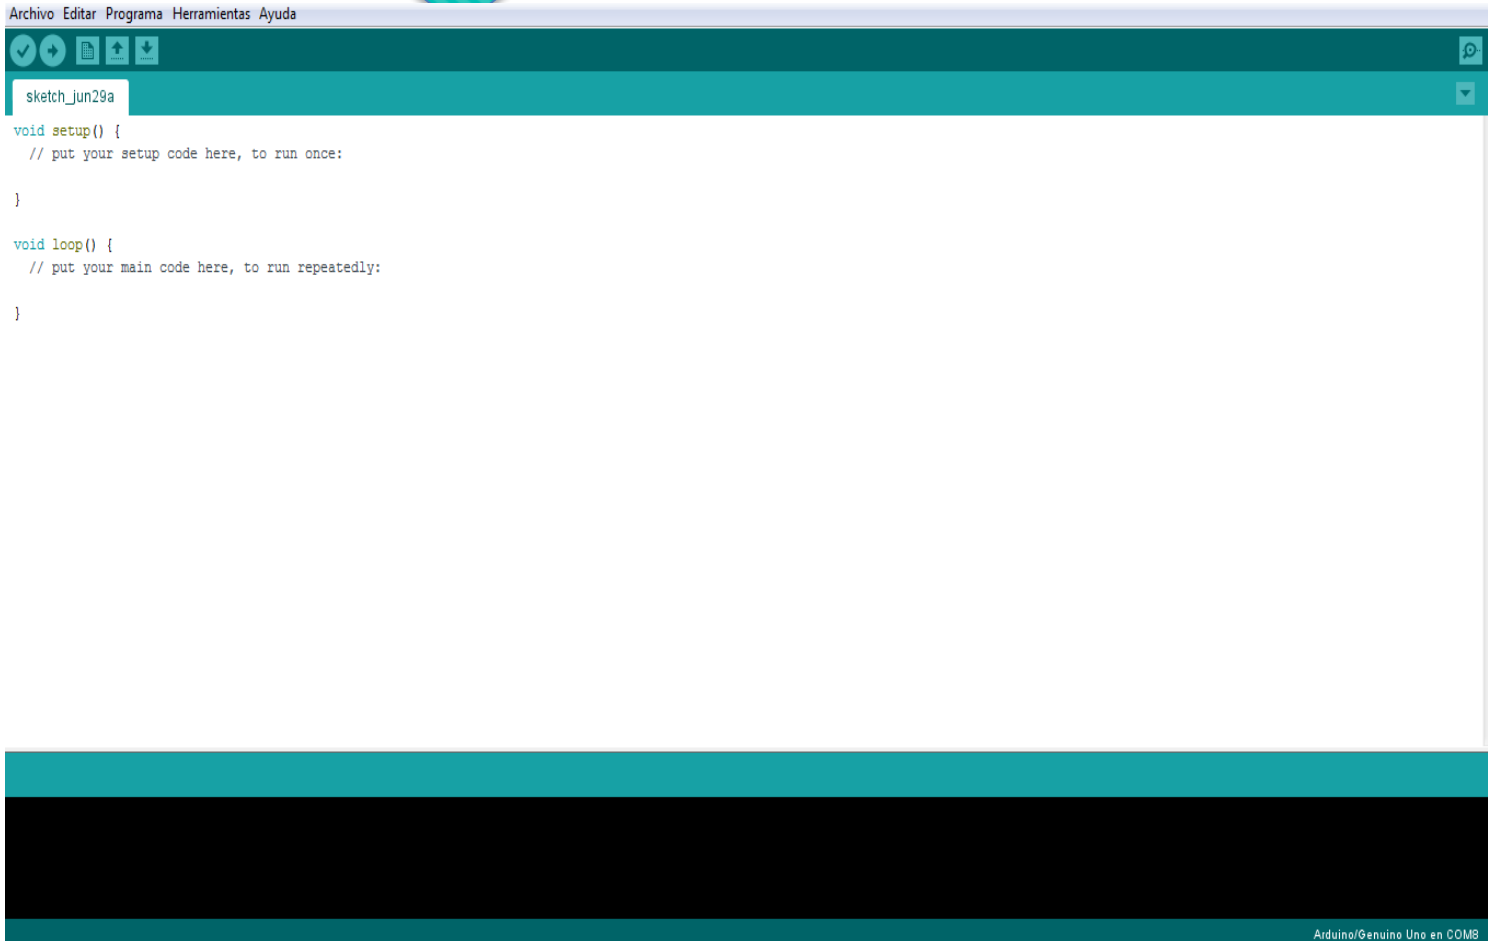 Archivo Editar Programa Herramientas Ayuda
sketch_jun29a
void setup() {
  // put your setup code here, to run once:
}
void loop() {
  // put your main code here, to run repeatedly:
}
Arduino/Genuino Uno en COM8